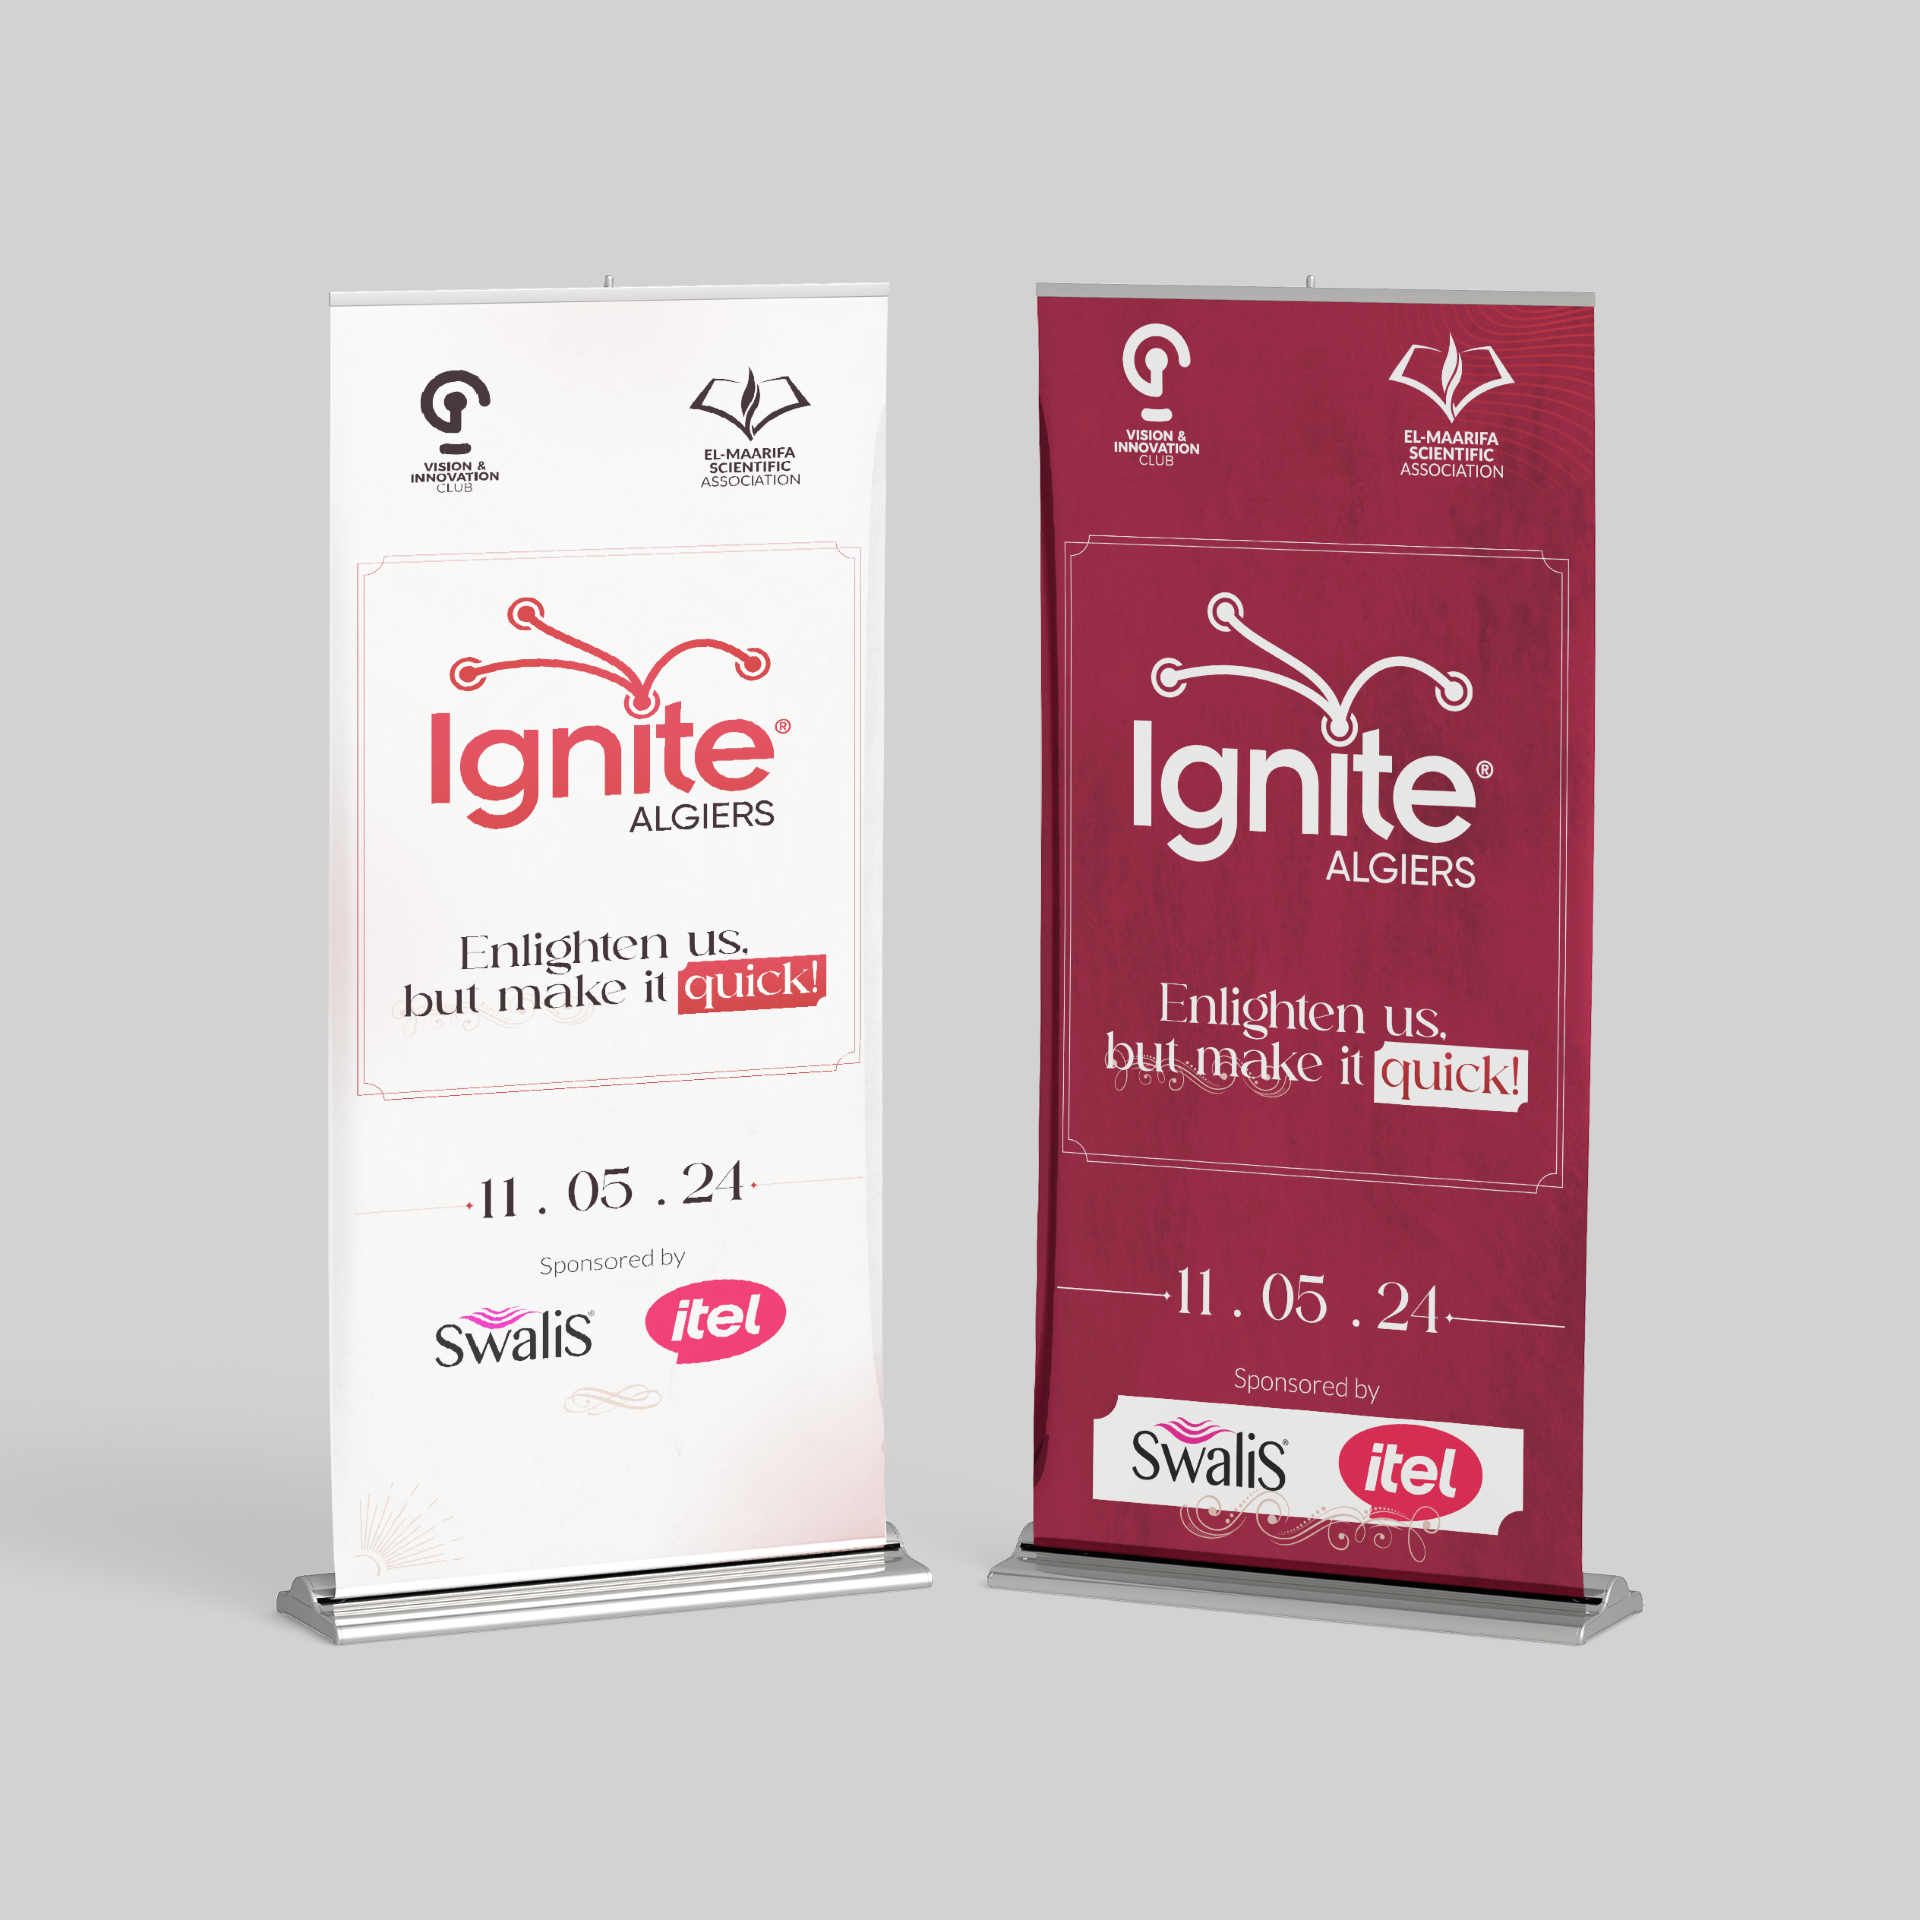 VISION &
INNOVATION
CLUB
EL-MAARIFA
SCIENTIFIC
ASSOCIATION
Ignite®
ALGIERS
Enlighten us,
but make it quick!
11 . 05 . 24
Sponsored by
Swalis®
itel
VISION &
INNOVATION
CLUB
EL-MAARIFA
SCIENTIFIC
ASSOCIATION
Ignite®
ALGIERS
Enlighten us,
but make it quick!
11 . 05 . 24
Sponsored by
Swalis®
itel